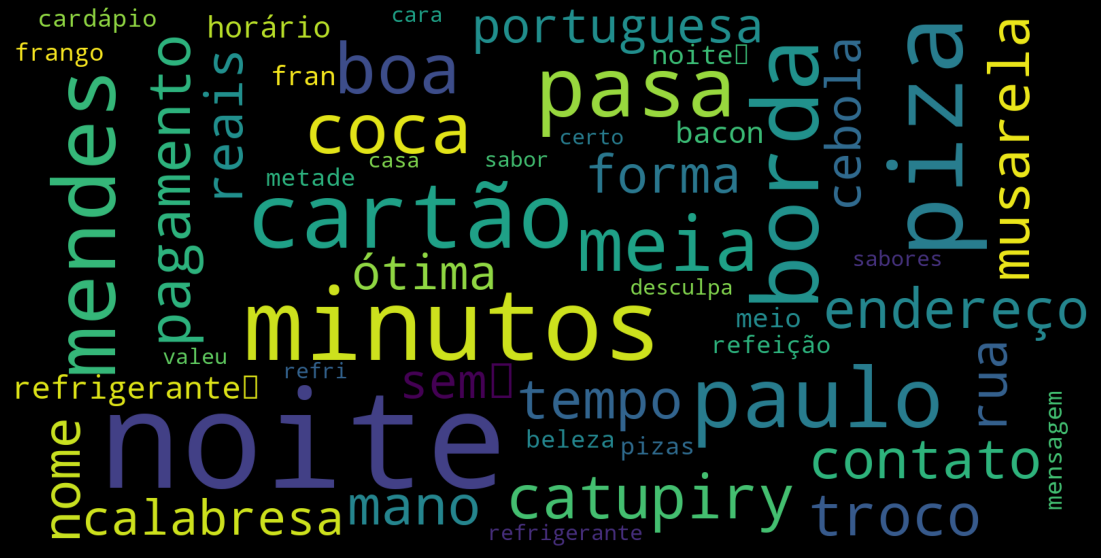 cardápio
cara
horário
portuguesa
frango
noite▯
fran
boa
pagamento
reais
mendes
coca
pasa
borda
cebola
piza
musarela
bacon
certo
casa
sabor
metade
forma
cartão
meia
ótima
sabores
desculpa
minutos
meio
endereço
refeição
valeu
refri
refrigerante▯
sem▯
tempo
paulo
rua
noite
beleza
pizas
mensagem
nome
contato
calabresa
mano
catupiry
troco
refrigerante